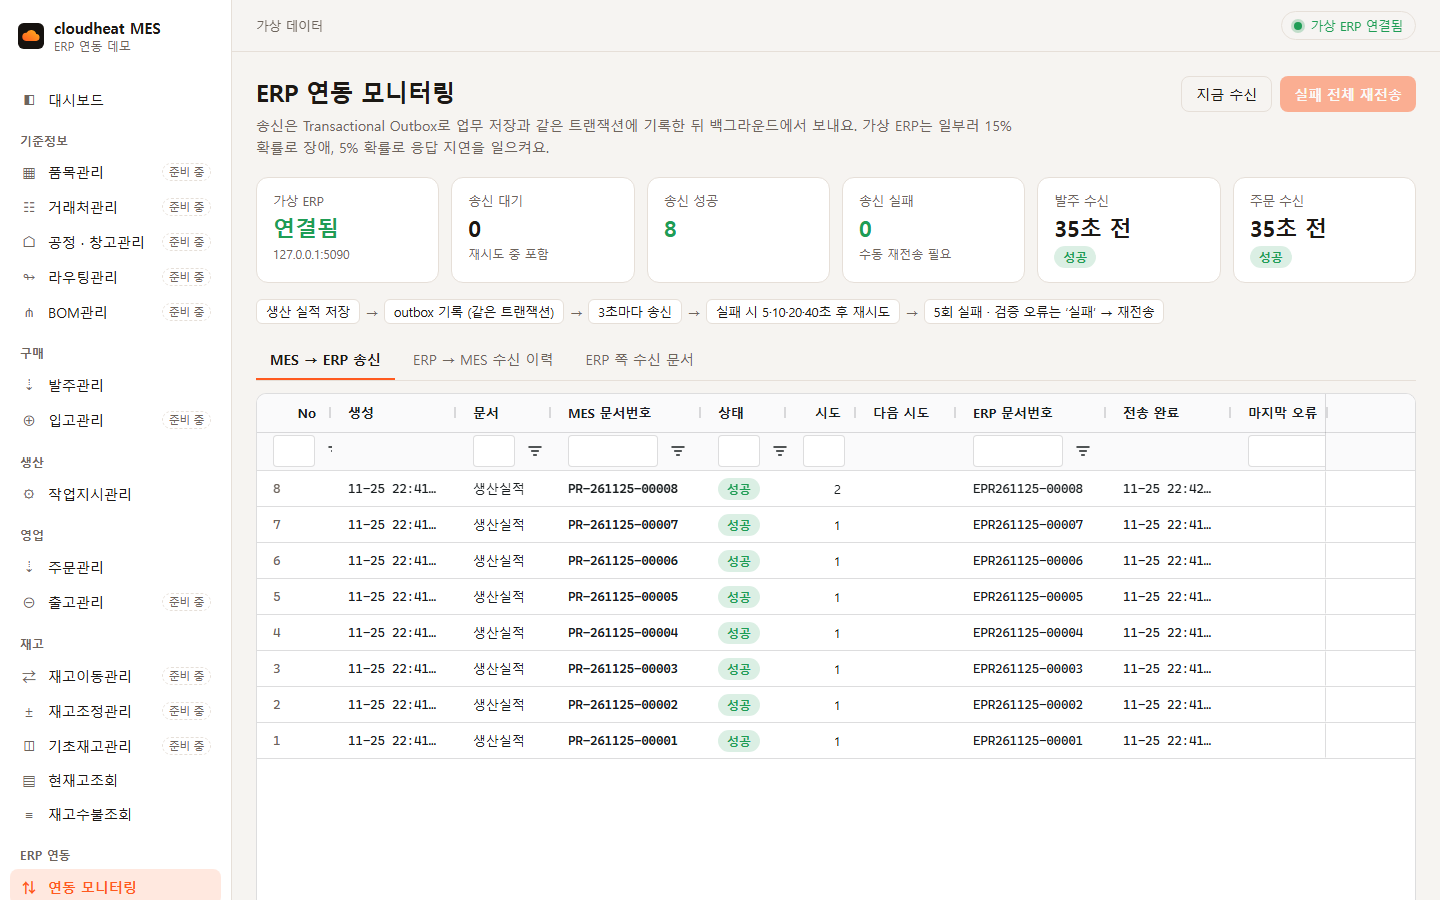 cloudheat MES
ERP 연동 데모
대시보드
기준정보
품목관리 준비 중
거래처관리 준비 중
공정 · 창고관리 준비 중
라우팅관리 준비 중
BOM관리 준비 중
구매
발주관리
입고관리 준비 중
생산
작업지시관리
영업
주문관리
출고관리 준비 중
재고
재고이동관리 준비 중
재고조정관리 준비 중
기초재고관리 준비 중
현재고조회
재고수불조회
ERP 연동
연동 모니터링
가상 데이터
가상 ERP 연결됨
ERP 연동 모니터링
지금 수신
실패 전체 재전송
송신은 Transactional Outbox로 업무 저장과 같은 트랜잭션에 기록한 뒤 백그라운드에서 보내요. 가상 ERP는 일부러 15%
확률로 장애, 5% 확률로 응답 지연을 일으켜요.
가상 ERP
연결됨
127.0.0.1:5090
송신 대기
0
재시도 중 포함
송신 성공
8
송신 실패
0
수동 재전송 필요
발주 수신
35초 전
성공
주문 수신
35초 전
성공
생산 실적 저장 → outbox 기록 (같은 트랜잭션) → 3초마다 송신 → 실패 시 5·10·20·40초 후 재시도 → 5회 실패 · 검증 오류는 ‘실패’ → 재전송
MES → ERP 송신
ERP → MES 수신 이력
ERP 쪽 수신 문서
No 생성 문서 MES 문서번호 상태 시도 다음 시도 ERP 문서번호 전송 완료 마지막 오류
8 11-25 22:41… 생산실적 PR-261125-00008 성공 2 EPR261125-00008 11-25 22:42…
7 11-25 22:41… 생산실적 PR-261125-00007 성공 1 EPR261125-00007 11-25 22:41…
6 11-25 22:41… 생산실적 PR-261125-00006 성공 1 EPR261125-00006 11-25 22:41…
5 11-25 22:41… 생산실적 PR-261125-00005 성공 1 EPR261125-00005 11-25 22:41…
4 11-25 22:41… 생산실적 PR-261125-00004 성공 1 EPR261125-00004 11-25 22:41…
3 11-25 22:41… 생산실적 PR-261125-00003 성공 1 EPR261125-00003 11-25 22:41…
2 11-25 22:41… 생산실적 PR-261125-00002 성공 1 EPR261125-00002 11-25 22:41…
1 11-25 22:41… 생산실적 PR-261125-00001 성공 1 EPR261125-00001 11-25 22:41…